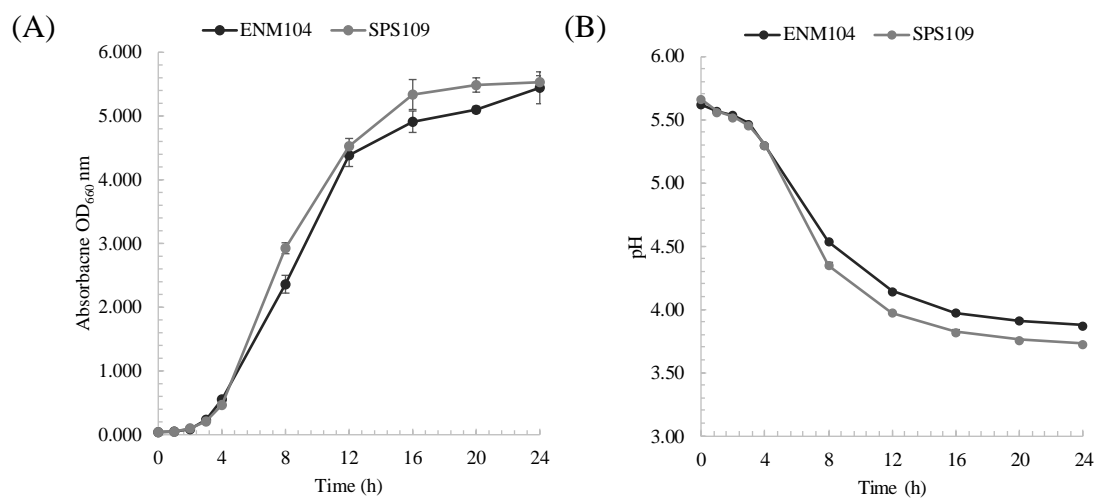 (A)
ENM104 SPS109
6.000
5.000
4.000
3.000
2.000
1.000
0.000
Absorbacne OD660 nm
0 4 8 12 16 20 24
Time (h)
(B)
ENM104 SPS109
6.00
5.50
5.00
4.50
4.00
3.50
3.00
pH
0 4 8 12 16 20 24
Time (h)